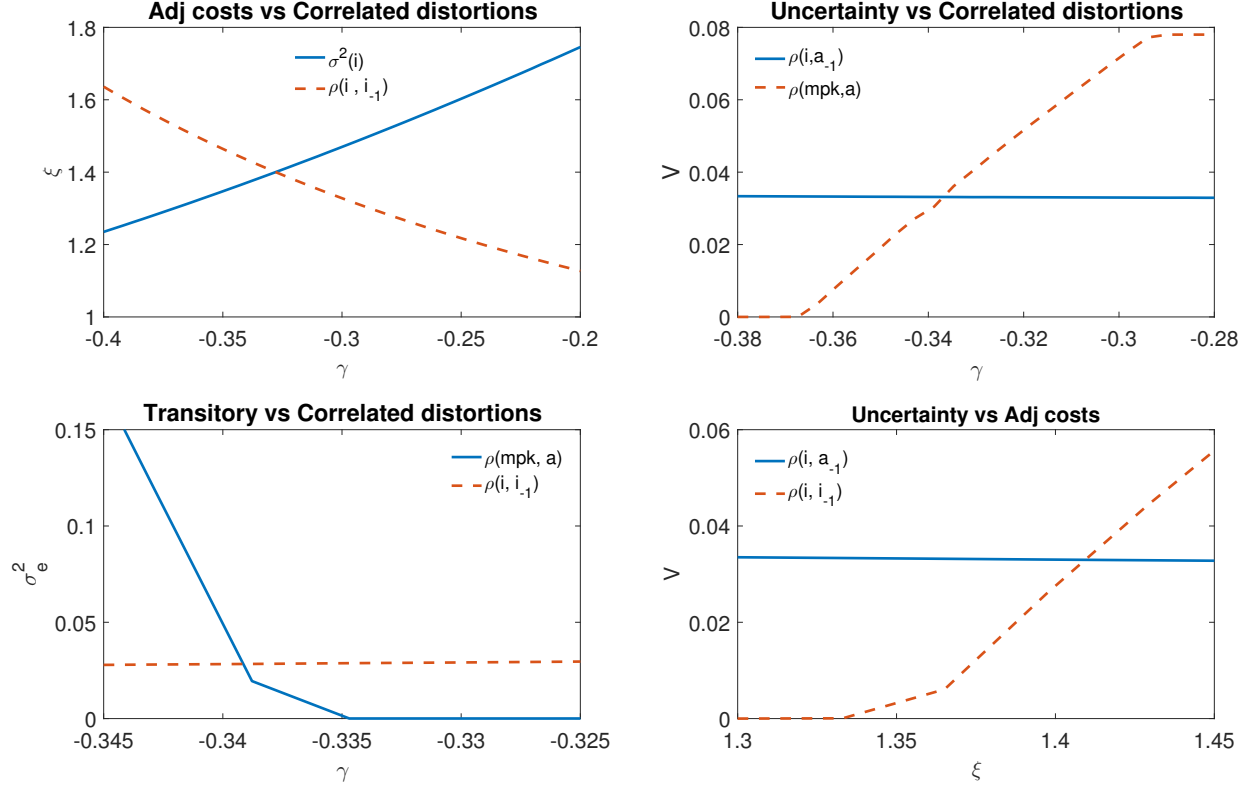 Adj costs vs Correlated distortions
1.8
1.6
1.4
1.2
1
ξ
σ²(i)
ρ(i , i₋₁)
-0.4
-0.35
-0.3
-0.25
-0.2
γ
Uncertainty vs Correlated distortions
0.08
0.06
0.04
0.02
0
V
ρ(i,a₋₁)
ρ(mpk,a)
-0.38
-0.36
-0.34
-0.32
-0.3
-0.28
γ
Transitory vs Correlated distortions
0.15
0.1
0.05
0
σ²ₑ
ρ(mpk, a)
ρ(i, i₋₁)
-0.345
-0.34
-0.335
-0.33
-0.325
γ
Uncertainty vs Adj costs
0.06
0.04
0.02
0
V
ρ(i, a₋₁)
ρ(i, i₋₁)
1.3
1.35
1.4
1.45
ξ